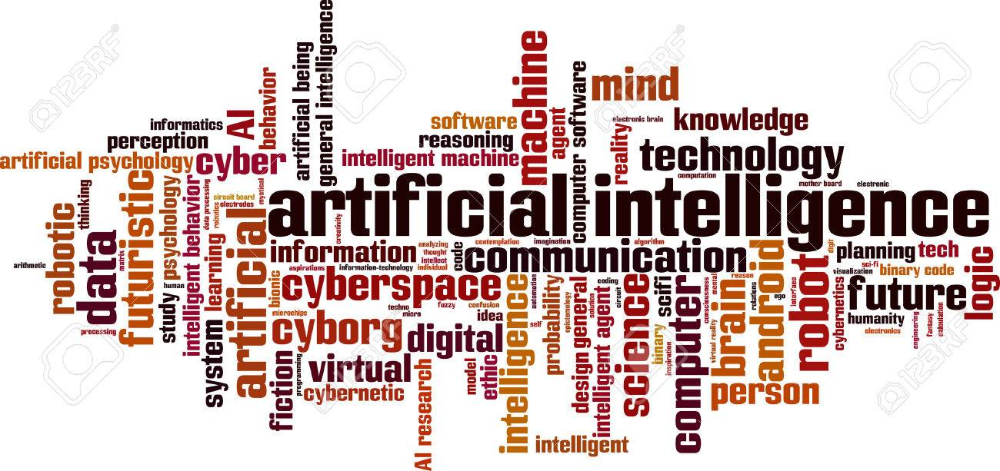 general intelligence
artificial being
machine
mind
computer software
AI
behavior
informatics
software
agent
reality
electronic brain
knowledge
perception
reasoning
technology
artificial psychology
cyber
intelligent machine
computation
futuristic
psychology
intelligent behavior
data processing
circuit board
electrodes
robotics
mystical
artificial intelligence
mother board
electronic
thinking
robotic
data
matrix
arithmetic
processing
study
human
learning
system
artificial
creativity
contemplation
imagination
algorithm
information
analyzing
thought
intellect
individual
code
communication
digit
planning
tech
sci-fi
visualization
binary code
logic
aspirations
information-technology
cyberspace
bionic
microchips
techno
micro
fuzzy
confusion
idea
cyborg
digital
virtual
cybernetic
fiction
programming
AI research
model
ethic
intelligence
automation
self
probability
epistemology
general
design
solution
coding
circuit
intelligent agent
intelligent
science
scifi
binary
inspiration
computer
consciousness
mental
virtual reality
reason
brain
relations
android
ego
person
interface
robot
cybernetics
future
humanity
electronics
engineering
fantasy
calculation
123RF